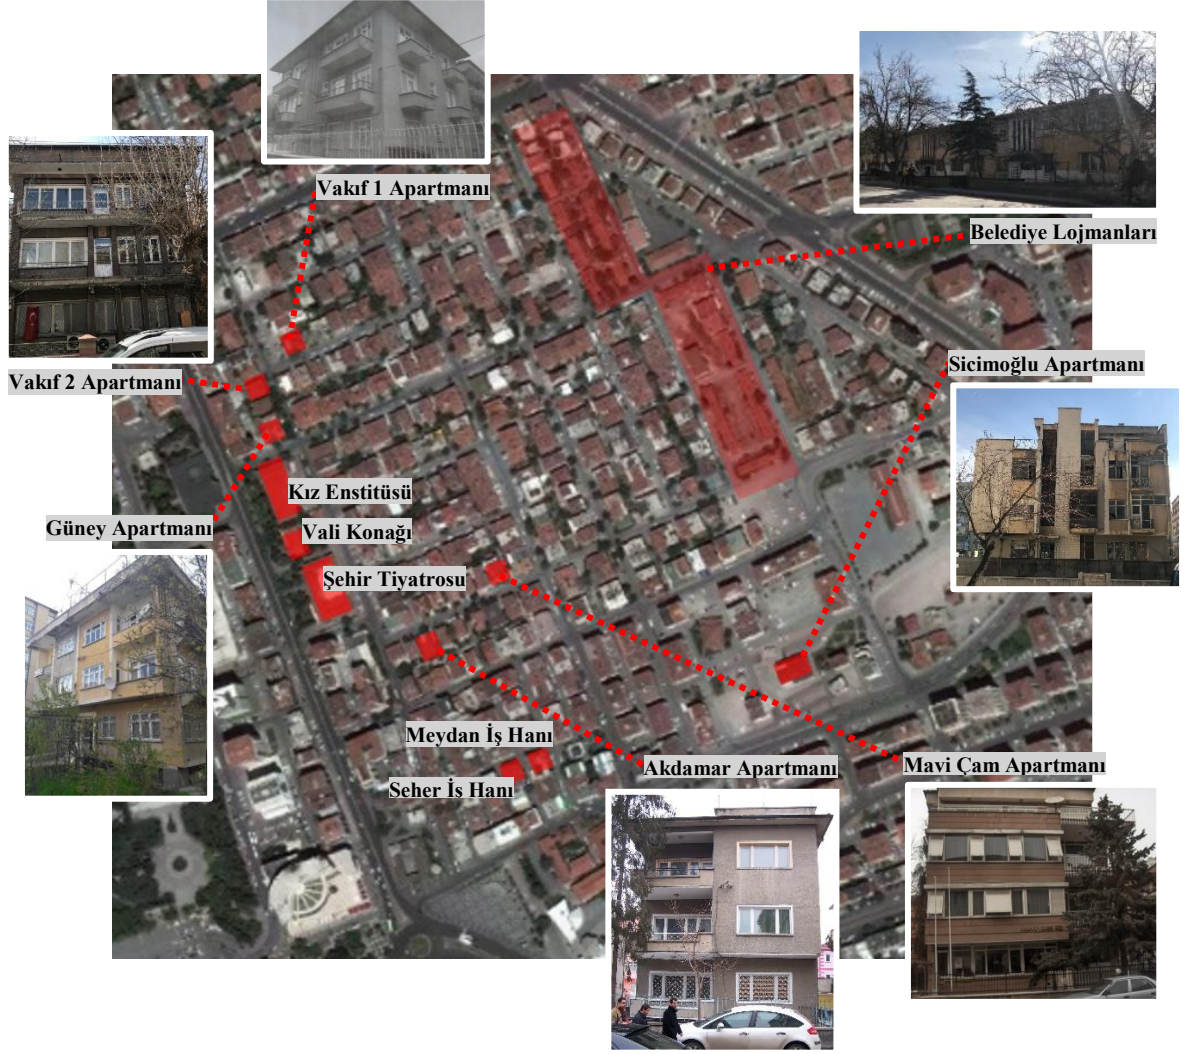 Vakıf 1 Apartmanı
Belediye Lojmanları
Sicimoğlu Apartmanı
Vakıf 2 Apartmanı
Kız Enstitüsü
Güney Apartmanı
Vali Konağı
Şehir Tiyatrosu
Meydan İş Hanı
Akdamar Apartmanı
Mavi Çam Apartmanı
Seher İş Hanı